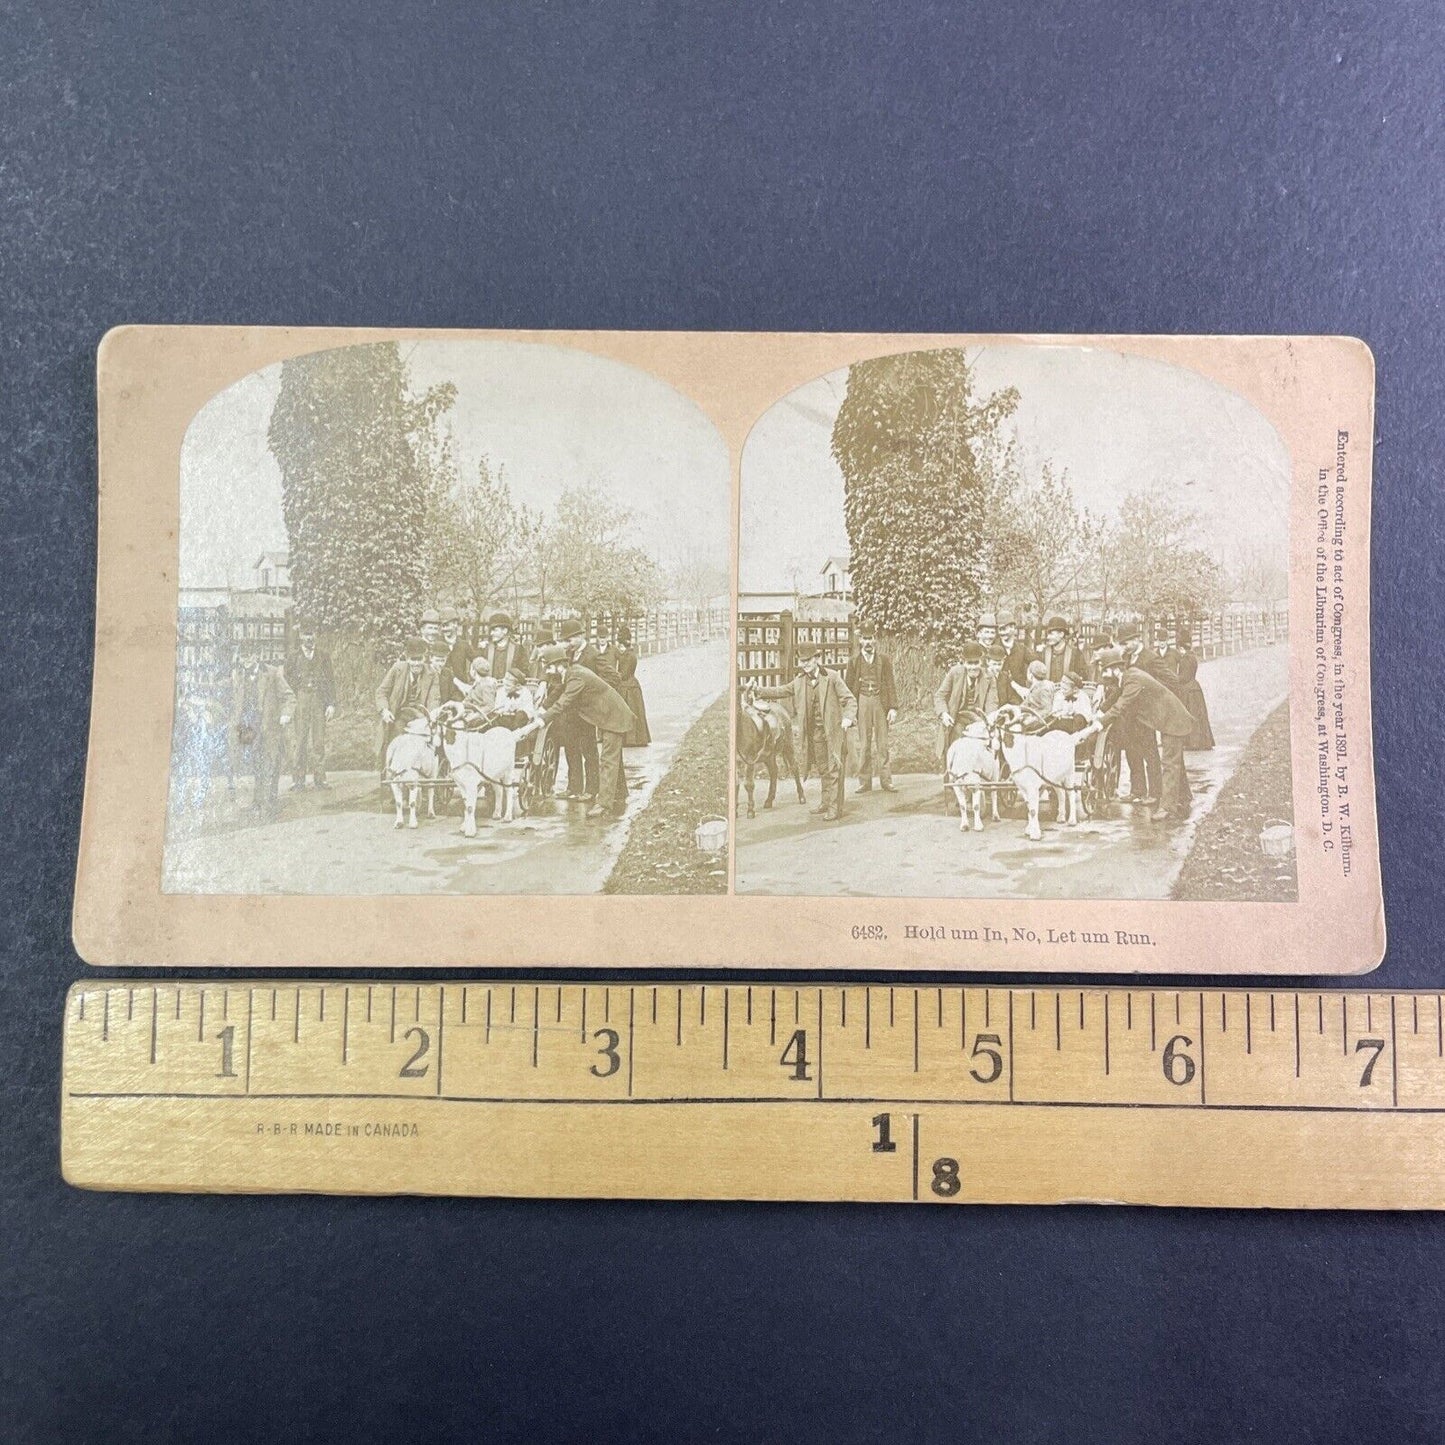 Entered according to act of Congress, in the year 1891, by B. W. Kilburn.
in the Office of the Librarian of Congress, at Washington. D. C.
6482. Hold um In, No, Let um Run.
1 2 3 4 5 6 7
R-B-R MADE IN CANADA
1
8